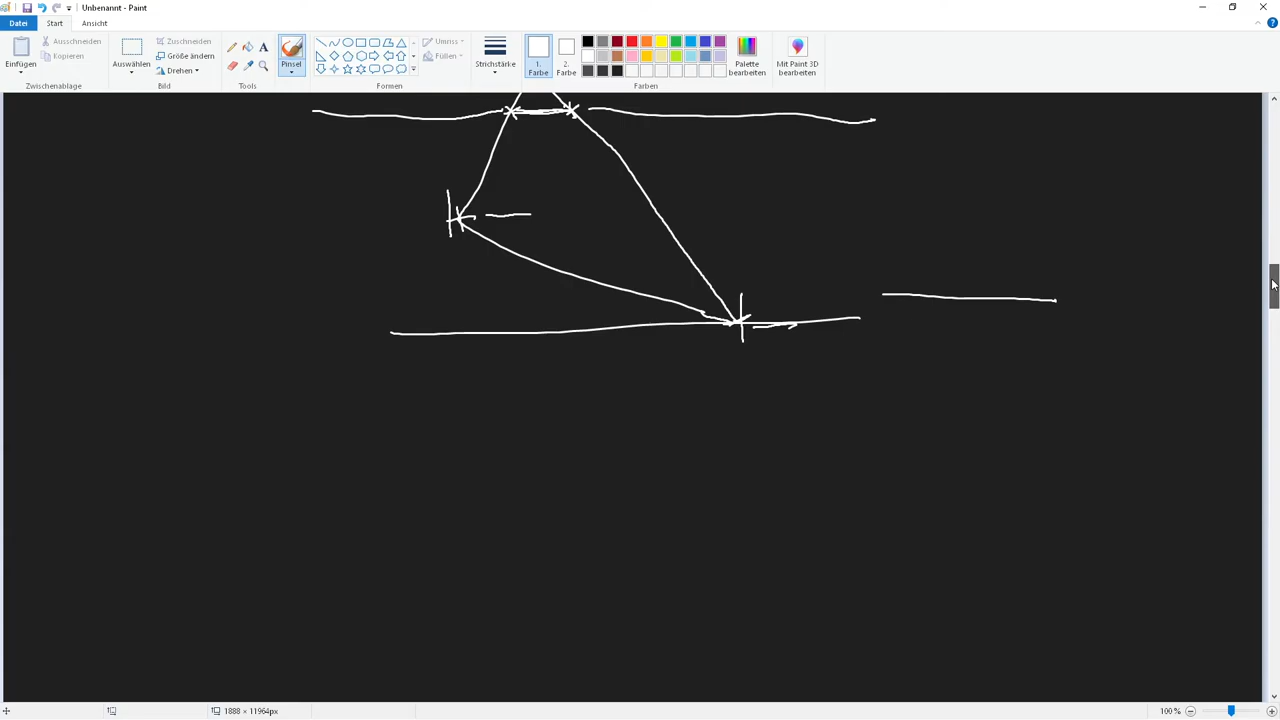 Unbenannt - Paint
Datei Start Ansicht
Einfügen
Ausschneiden
Kopieren
Zwischenablage
Auswählen
Zuschneiden
Größe ändern
Drehen
Bild
A
Tools
Pinsel
Formen
Umriss
Füllen
Strichstärke
1.
Farbe
2.
Farbe
Farben
Palette
bearbeiten
Mit Paint 3D
bearbeiten
1888 × 11964px
100 %